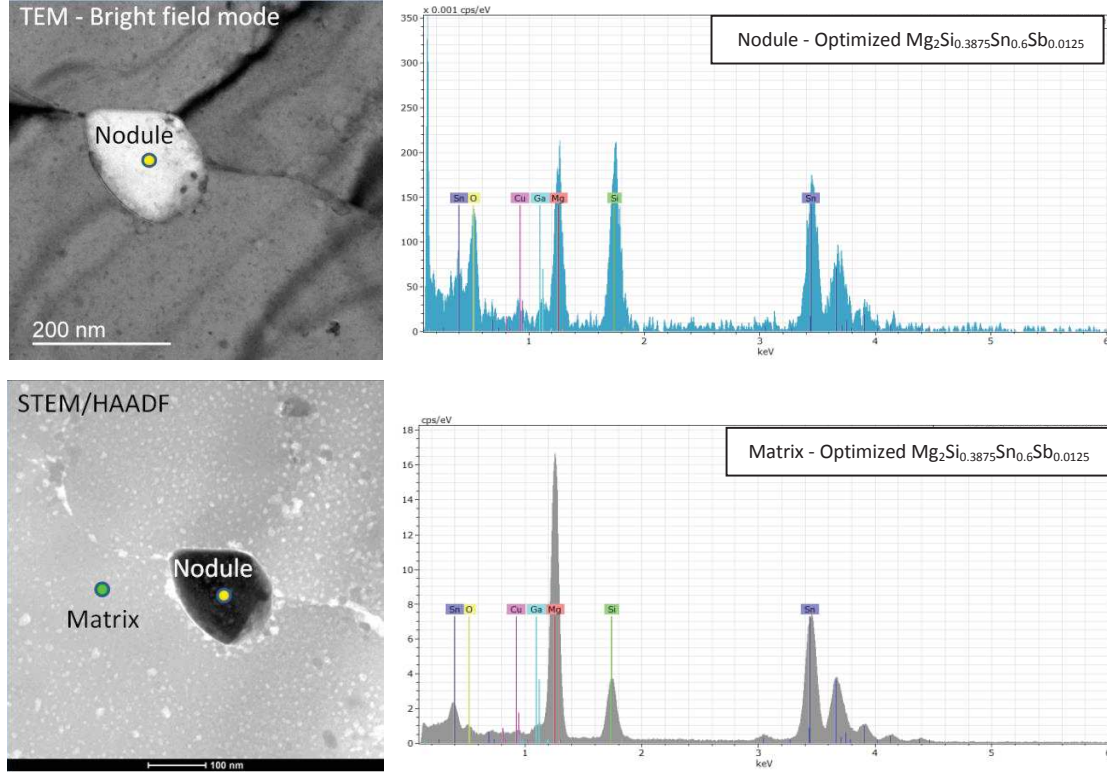 TEM - Bright field mode
Nodule
200 nm
x 0.001 cps/eV
Nodule - Optimized Mg₂Si₀.₃₈₇₅Sn₀.₆Sb₀.₀₁₂₅
350
300
250
200
150
100
50
0
Sn O Cu Ga Mg Si Sn
1 2 3 4 5 6
keV
STEM/HAADF
Nodule
Matrix
100 nm
cps/eV
Matrix - Optimized Mg₂Si₀.₃₈₇₅Sn₀.₆Sb₀.₀₁₂₅
18
16
14
12
10
8
6
4
2
0
Sn O Cu Ga Mg Si Sn
1 2 3 4 5 6
keV